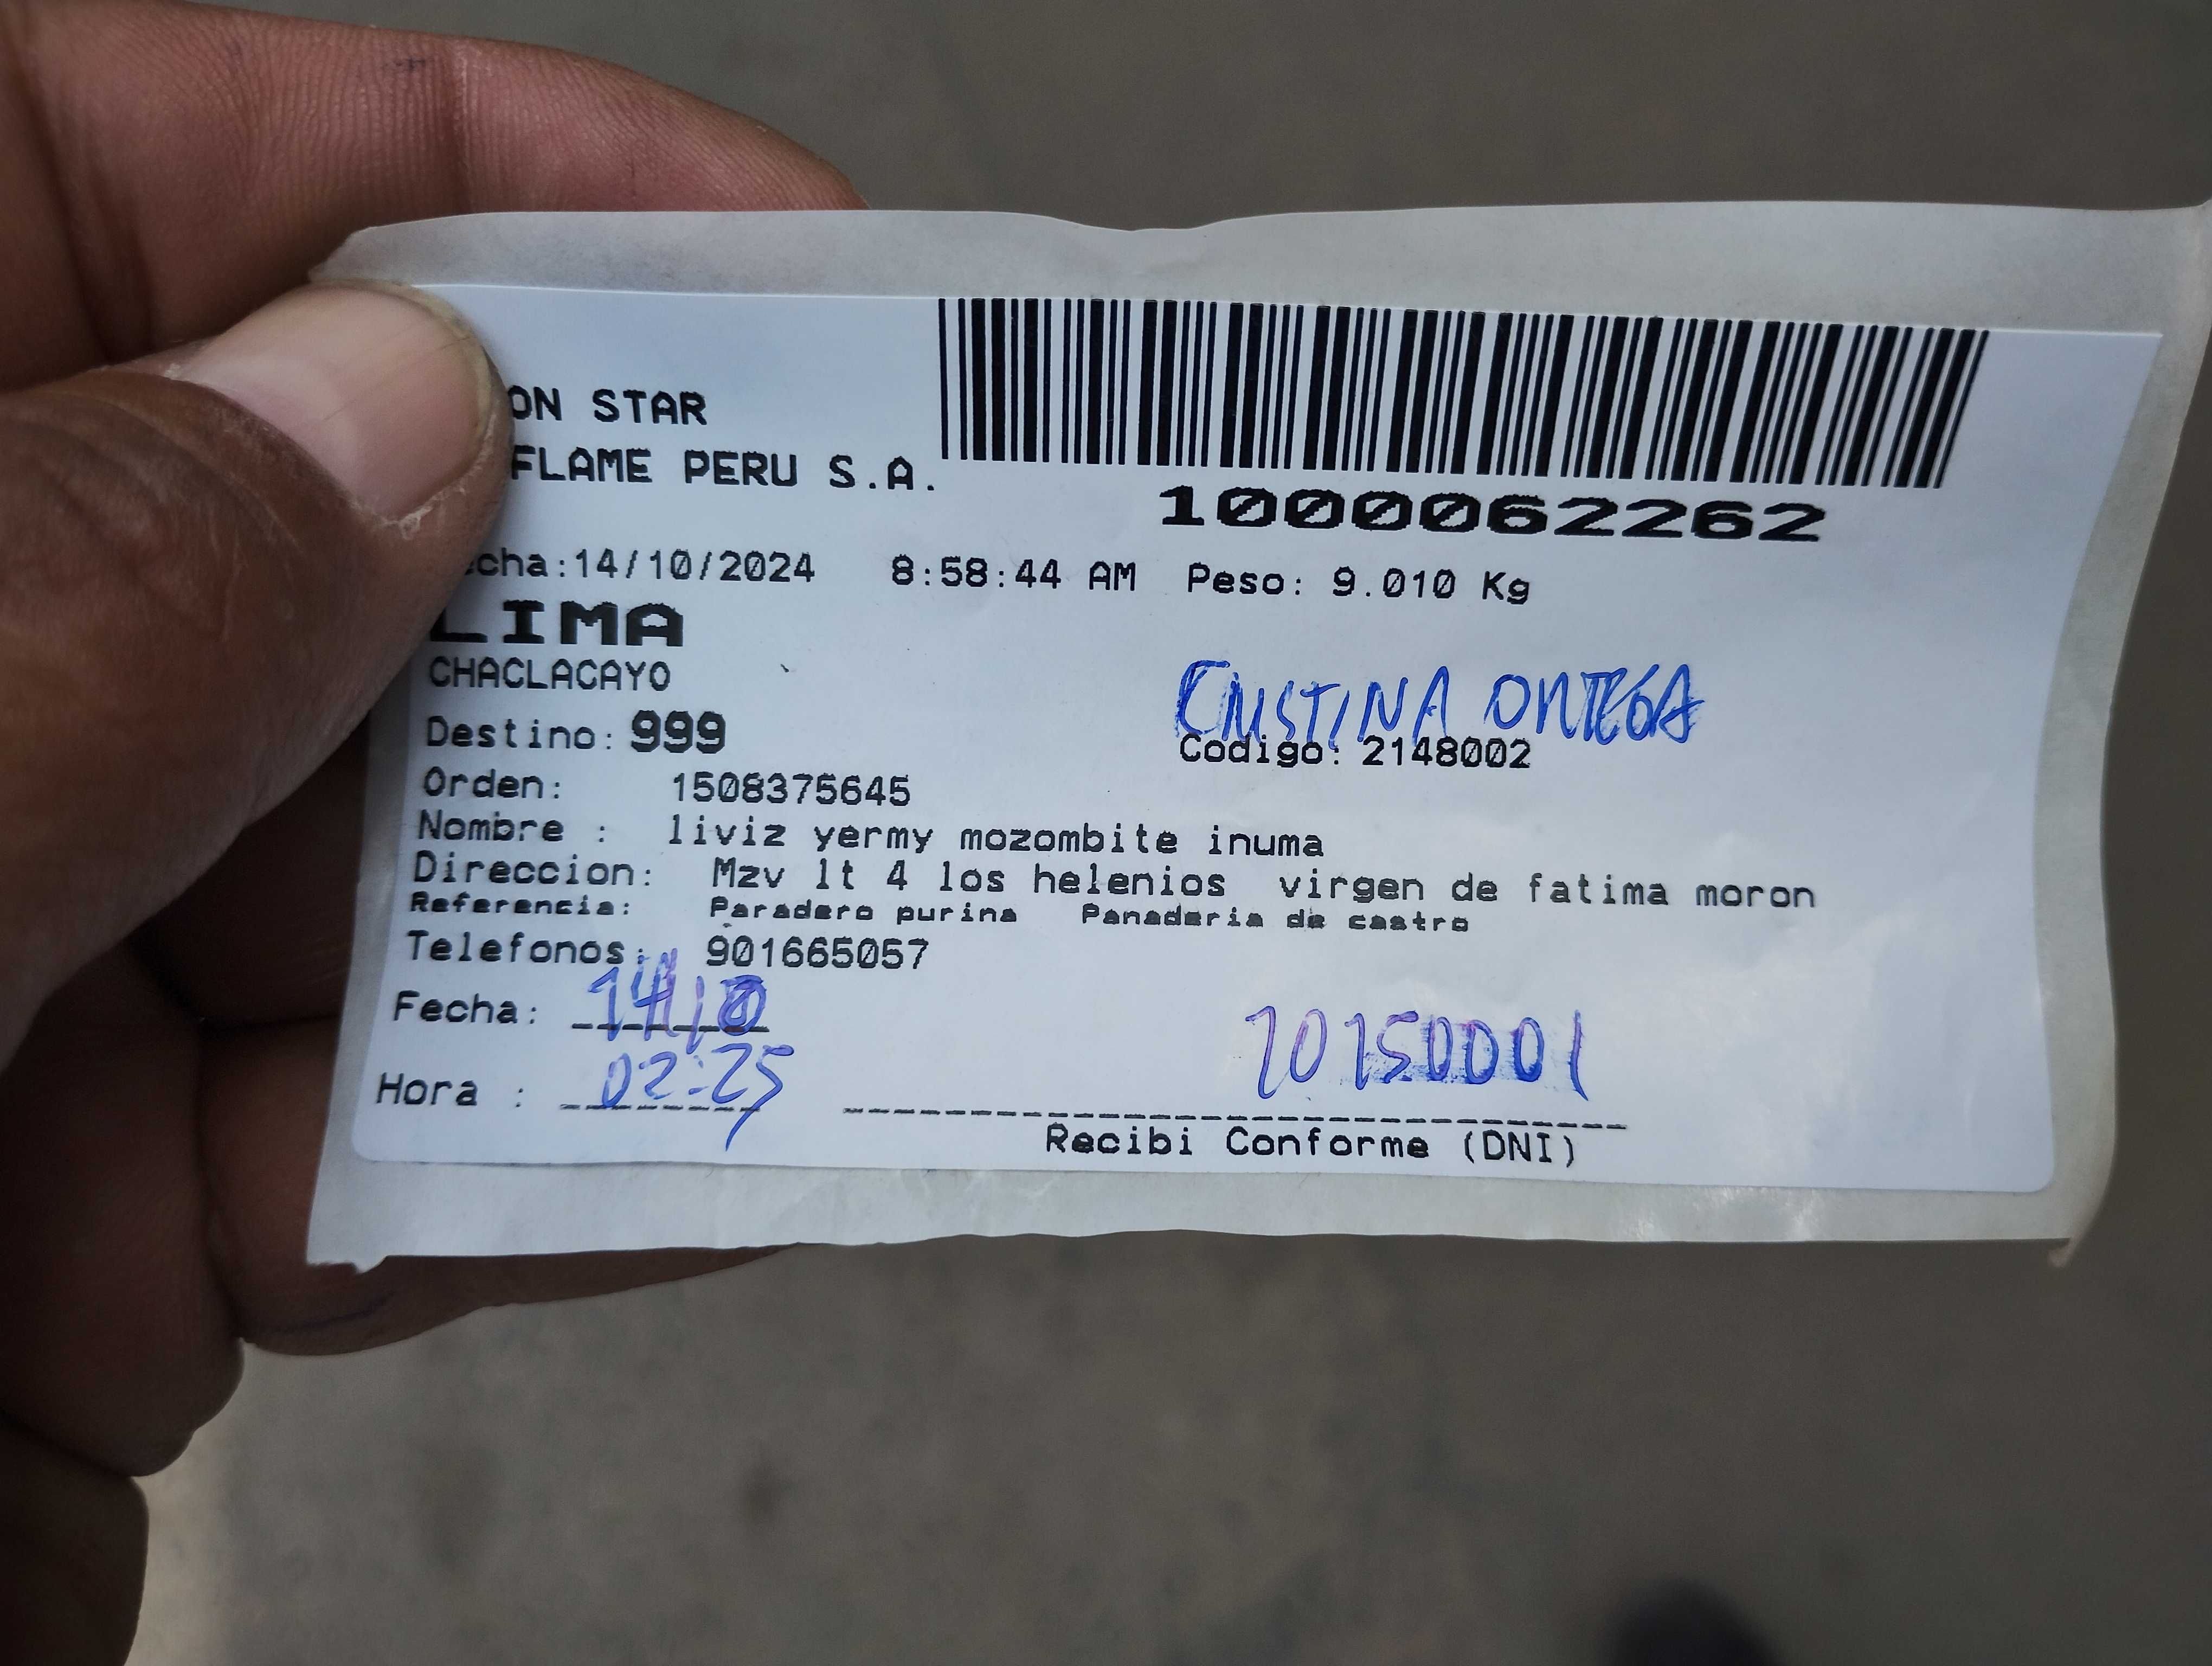 ON STAR
FLAME PERU S.A.
1000062262
cha:14/10/2024 8:58:44 AM Peso: 9.010 Kg
LIMA
CHACLACAYO
CRISTINA ORTEGA
Destino: 999
Codigo: 2148002
Orden: 1508375645
Nombre : liviz yermy mozombite inuma
Direccion: Mzv lt 4 los helenios virgen de fatima moron
Referencia: Paradero purina Panaderia de castro
Telefonos: 901665057
Fecha: 14/10
Hora : 02:25
10150001
Recibi Conforme (DNI)